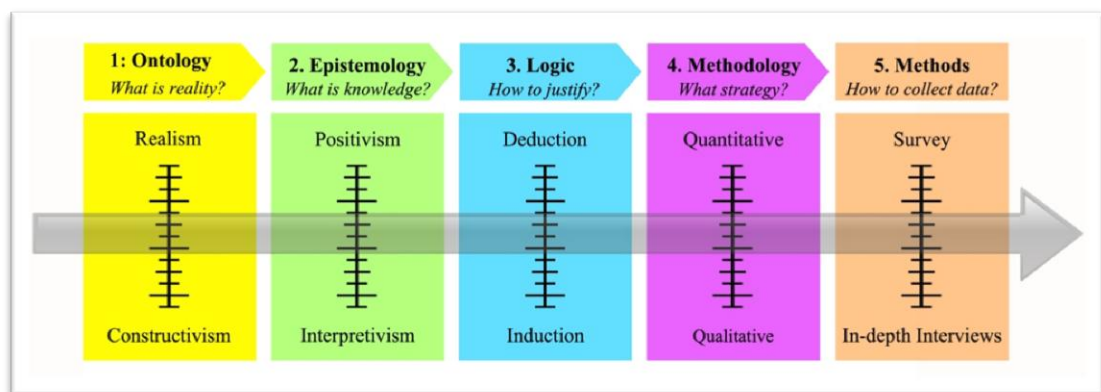 1: Ontology
What is reality?
2. Epistemology
What is knowledge?
3. Logic
How to justify?
4. Methodology
What strategy?
5. Methods
How to collect data?
Realism
Constructivism
Positivism
Interpretivism
Deduction
Induction
Quantitative
Qualitative
Survey
In-depth Interviews